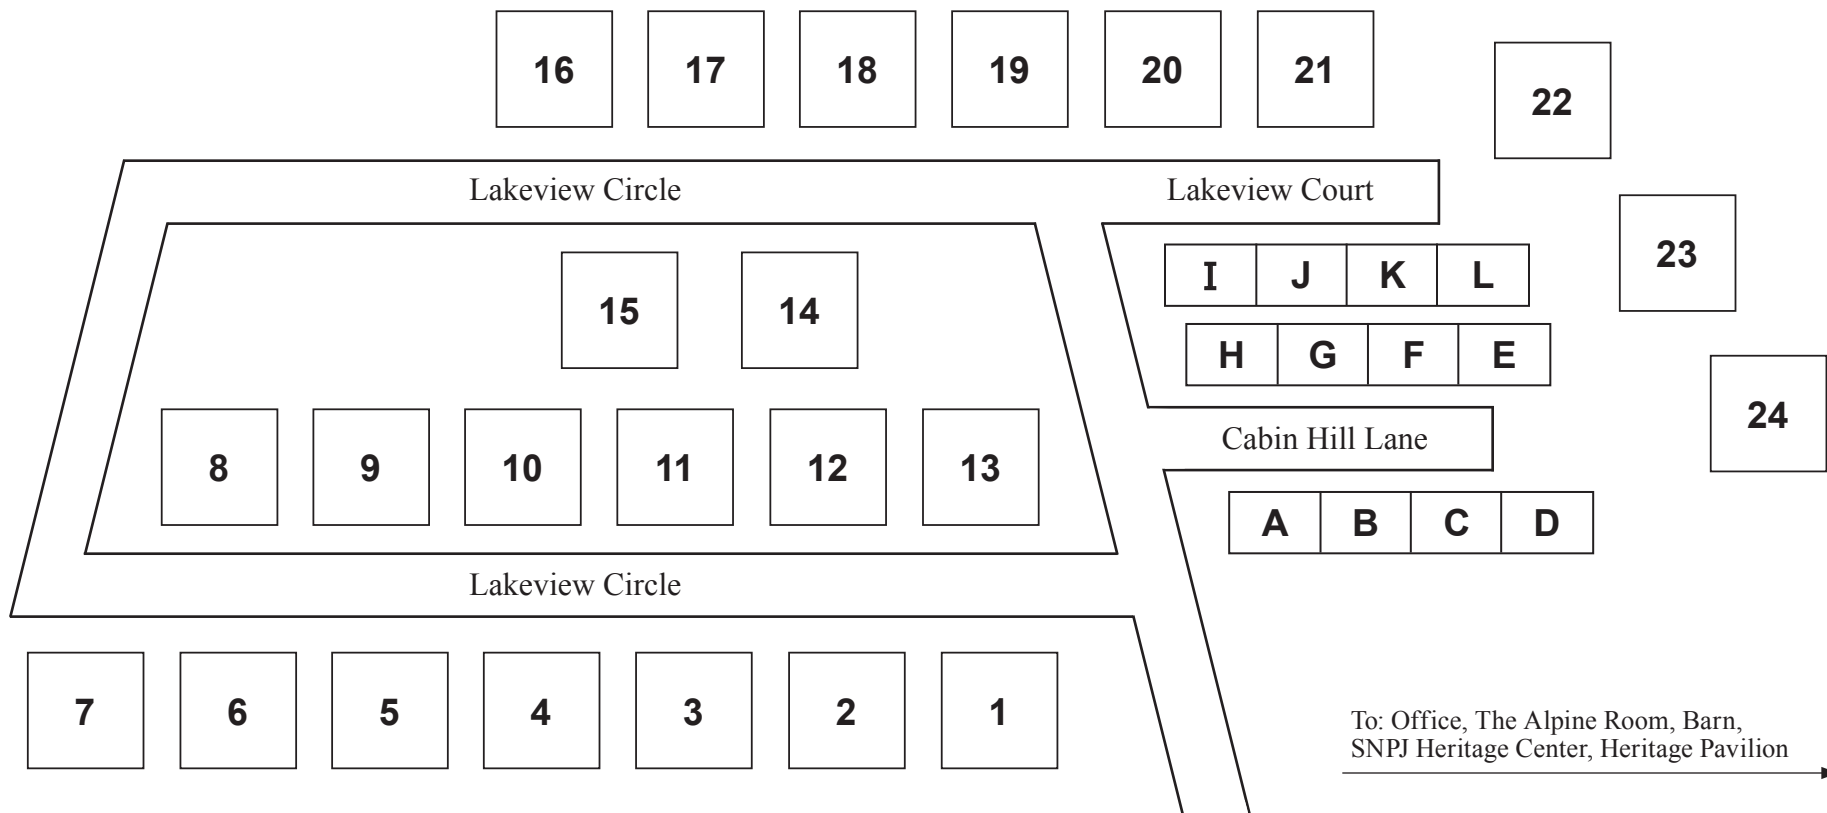 16 17 18 19 20 21
22
Lakeview Circle Lakeview Court
23
I J K L
15 14
H G F E
24
Cabin Hill Lane
8 9 10 11 12 13
A B C D
Lakeview Circle
7 6 5 4 3 2 1
To: Office, The Alpine Room, Barn,
SNPJ Heritage Center, Heritage Pavilion